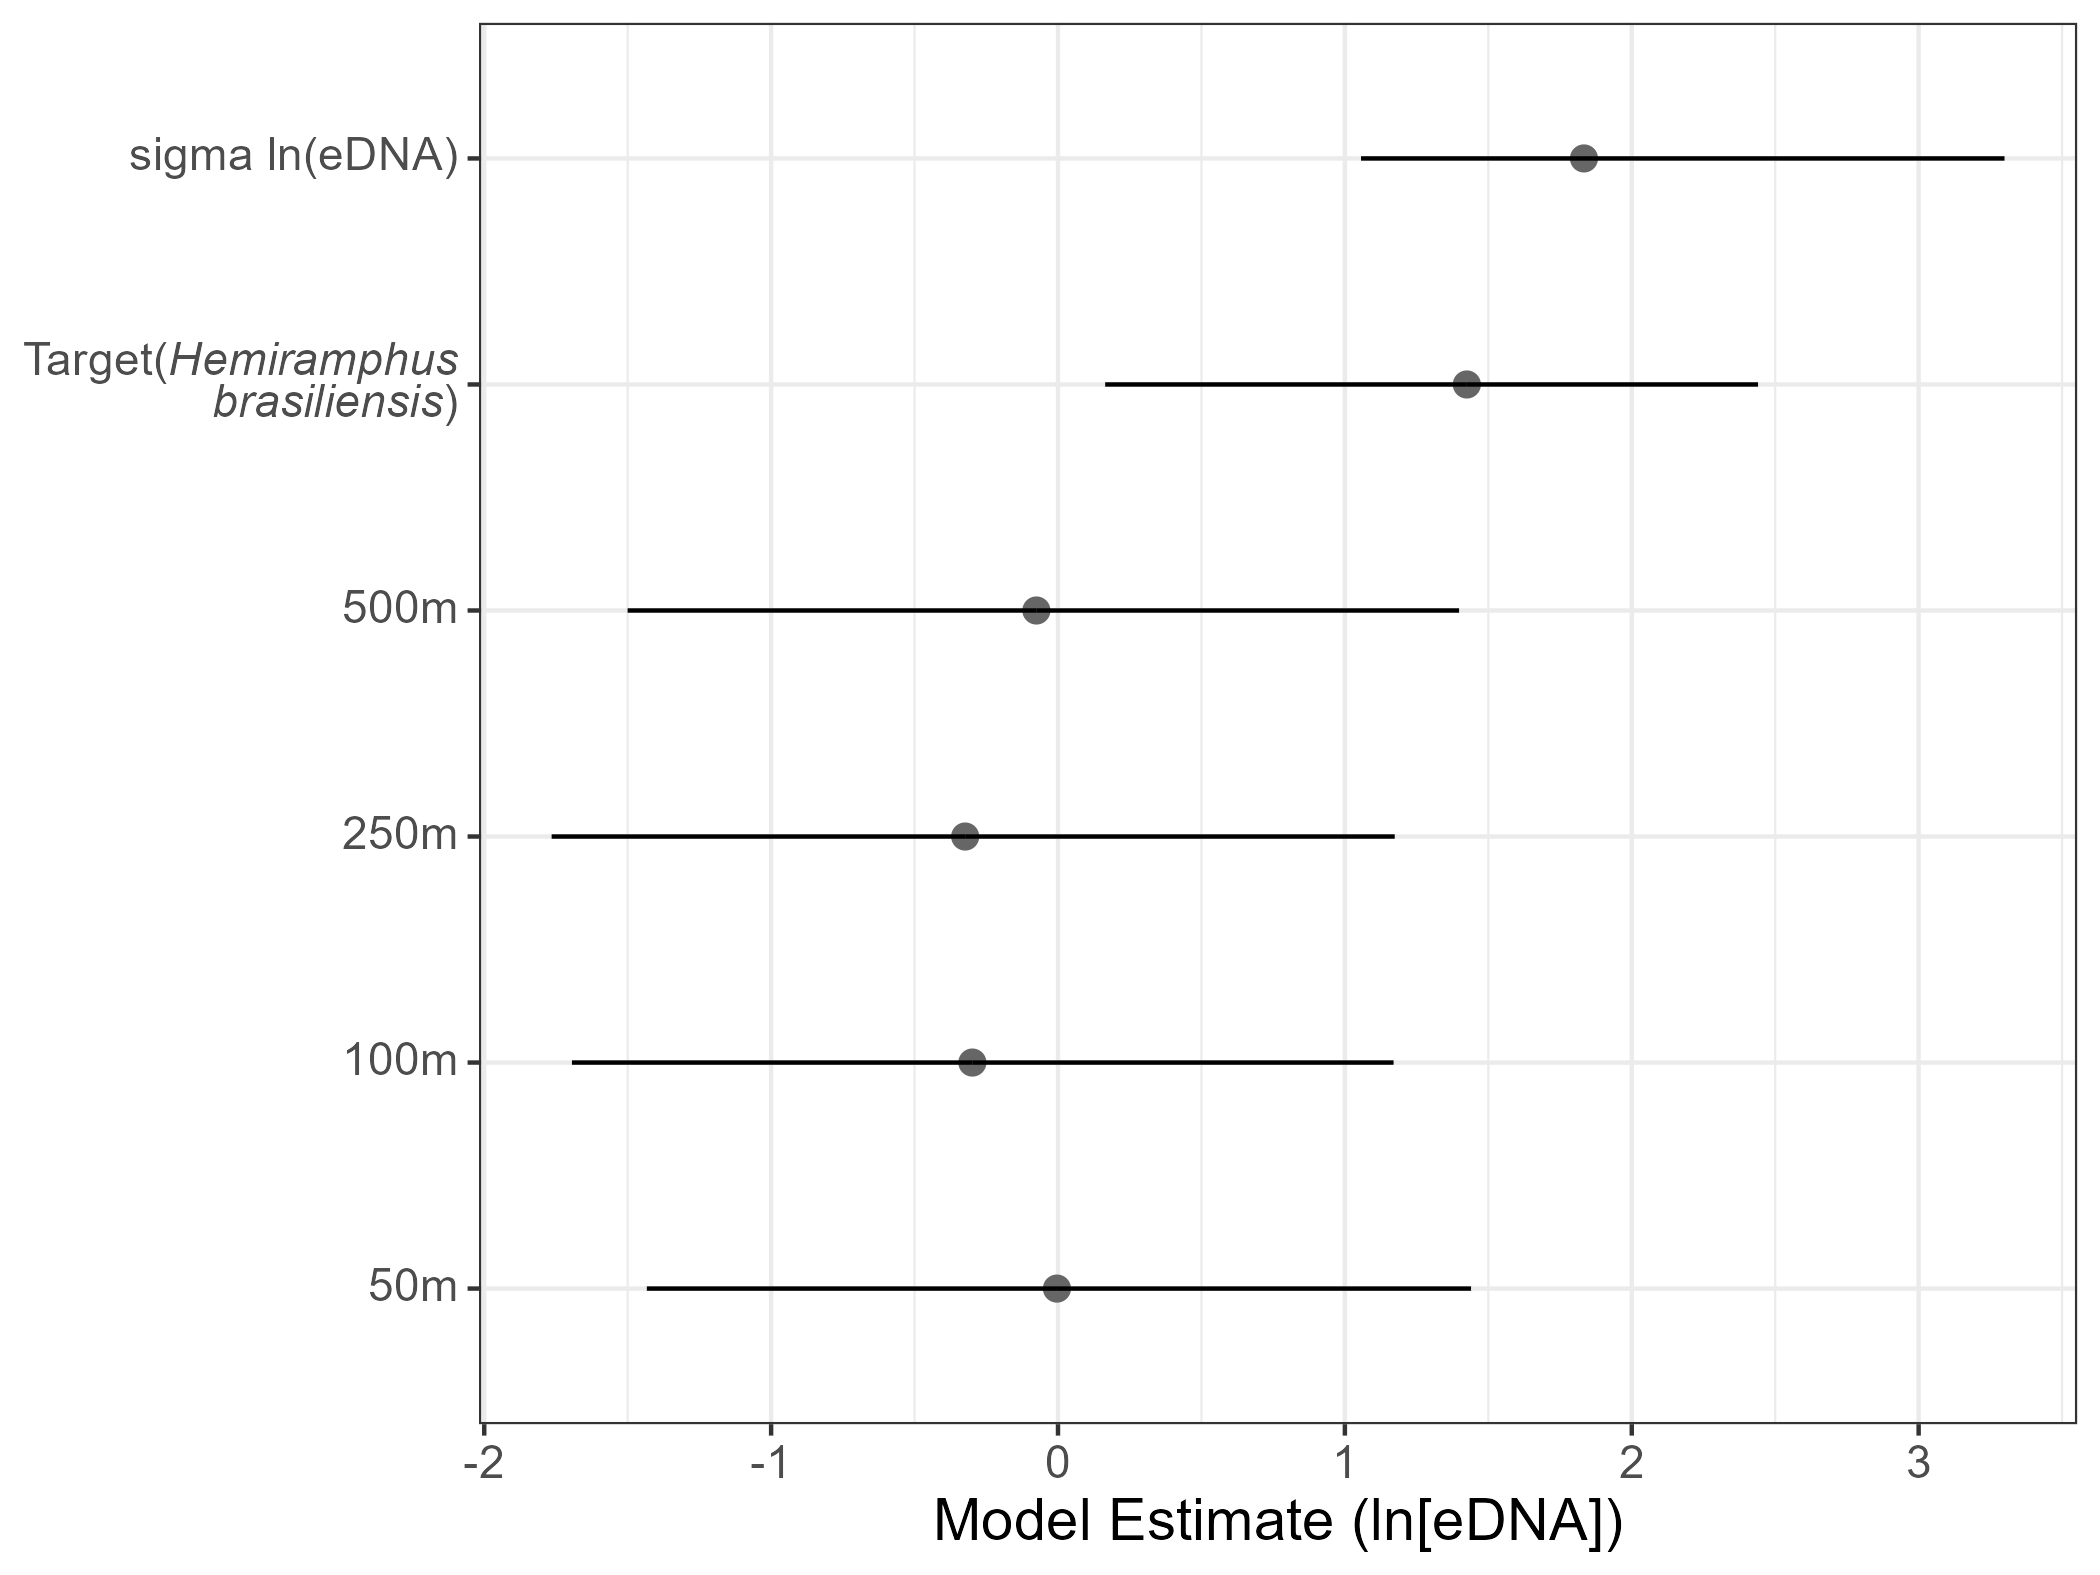 sigma ln(eDNA)
Target(Hemiramphus
brasiliensis)
500m
250m
100m
50m
-2 -1 0 1 2 3
Model Estimate (ln[eDNA])